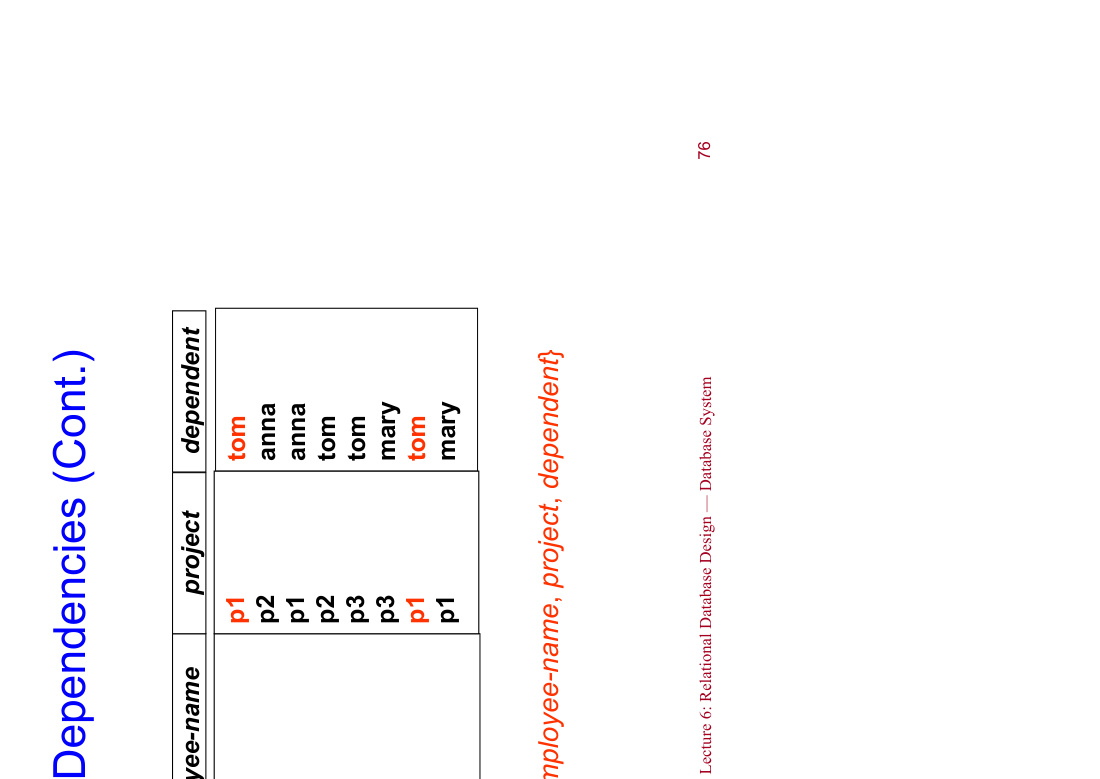 Dependencies (Cont.)
yee-name project dependent
p1 tom
p2 anna
p1 anna
p2 tom
p3 tom
p3 mary
p1 tom
p1 mary
mployee-name, project, dependent}
Lecture 6: Relational Database Design — Database System 76